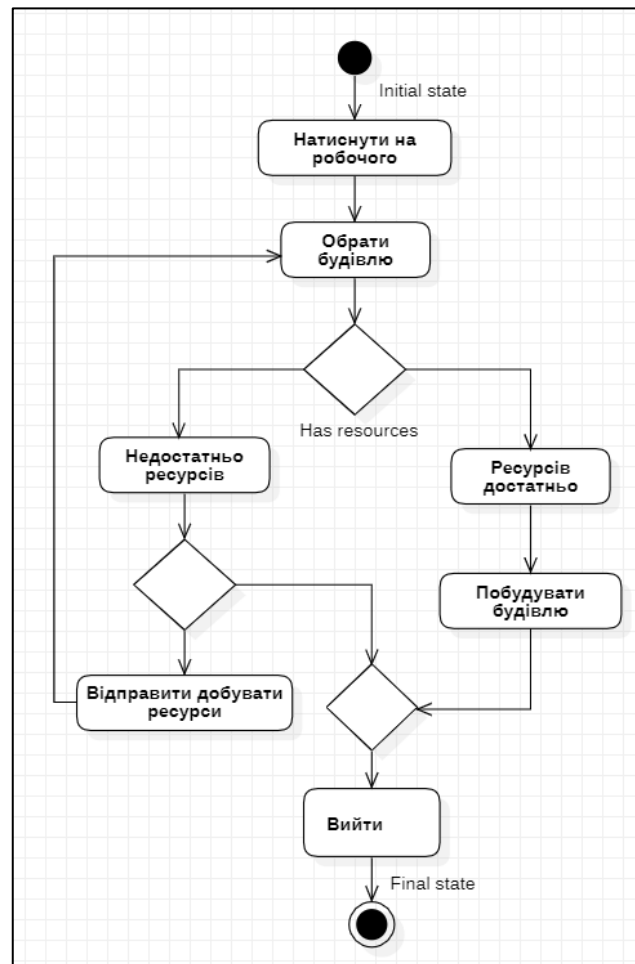 Initial state
Натиснути на
робочого
Обрати
будівлю
Has resources
Недостатньо
ресурсів
Ресурсів
достатньо
Побудувати
будівлю
Відправити добувати
ресурси
Вийти
Final state